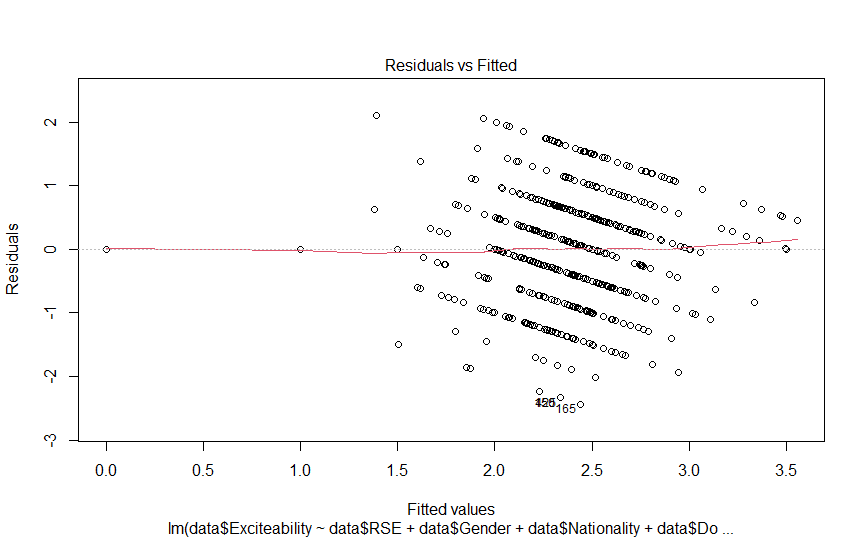 Residuals vs Fitted
Residuals
2
1
0
-1
-2
-3
165
0.0 0.5 1.0 1.5 2.0 2.5 3.0 3.5
Fitted values
lm(data$Exciteability ~ data$RSE + data$Gender + data$Nationality + data$Do ...